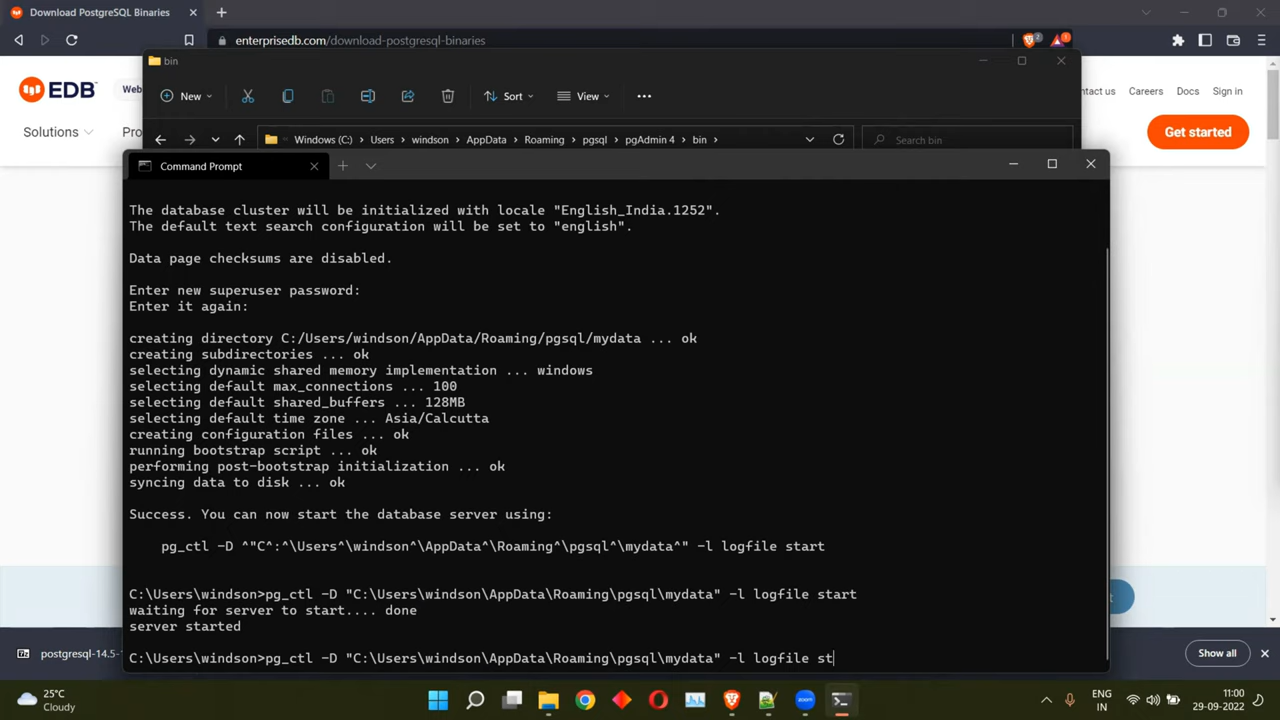 Download PostgreSQL Binaries
enterprisedb.com/download-postgresql-binaries
2
1
bin
EDB
Web
ntact us Careers Docs Sign in
New Sort View
Solutions Pro
Get started
Windows (C:) Users windson AppData Roaming pgsql pgAdmin 4 bin
Search bin
Command Prompt
The database cluster will be initialized with locale "English_India.1252".
The default text search configuration will be set to "english".
Data page checksums are disabled.
Enter new superuser password:
Enter it again:
creating directory C:/Users/windson/AppData/Roaming/pgsql/mydata ... ok
creating subdirectories ... ok
selecting dynamic shared memory implementation ... windows
selecting default max_connections ... 100
selecting default shared_buffers ... 128MB
selecting default time zone ... Asia/Calcutta
creating configuration files ... ok
running bootstrap script ... ok
performing post-bootstrap initialization ... ok
syncing data to disk ... ok
Success. You can now start the database server using:
pg_ctl -D ^"C^:^\Users^\windson^\AppData^\Roaming^\pgsql^\mydata^" -l logfile start
C:\Users\windson>pg_ctl -D "C:\Users\windson\AppData\Roaming\pgsql\mydata" -l logfile start
waiting for server to start.... done
server started
C:\Users\windson>pg_ctl -D "C:\Users\windson\AppData\Roaming\pgsql\mydata" -l logfile st
postgresql-14.5-1
Show all
25°C
Cloudy
zoom
ENG
IN
11:00
29-09-2022